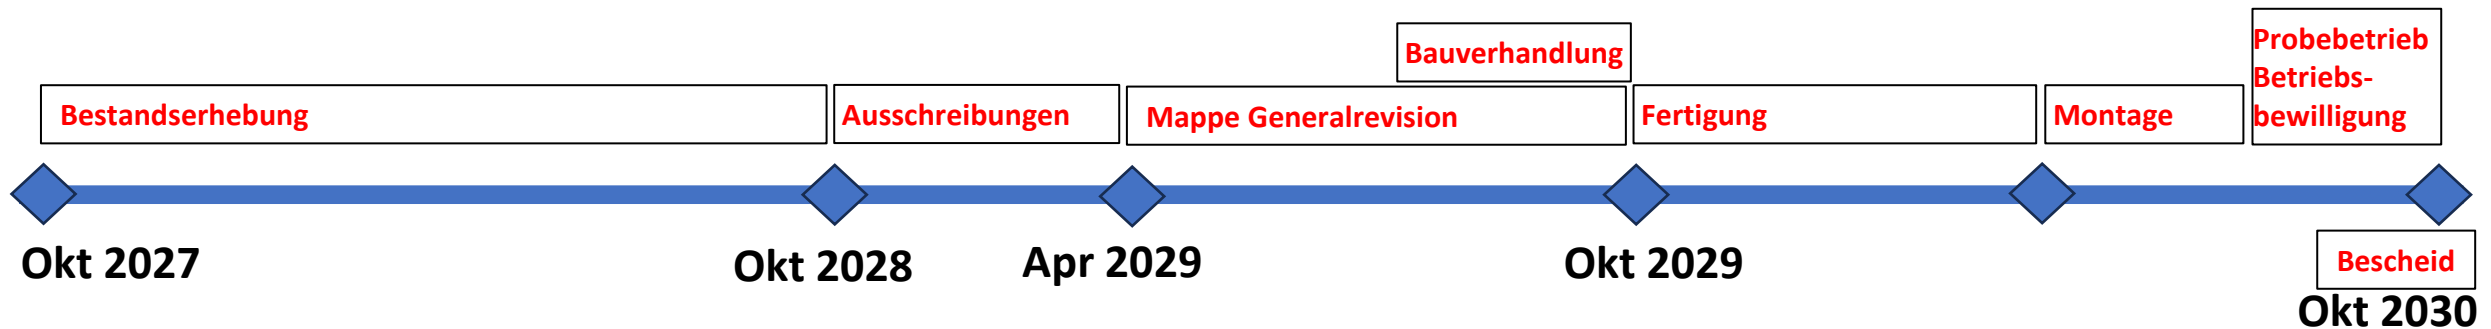 Bauverhandlung
Probebetrieb
Betriebs-
bewilligung
Bestandserhebung
Ausschreibungen
Mappe Generalrevision
Fertigung
Montage
Okt 2027
Okt 2028
Apr 2029
Okt 2029
Bescheid
Okt 2030